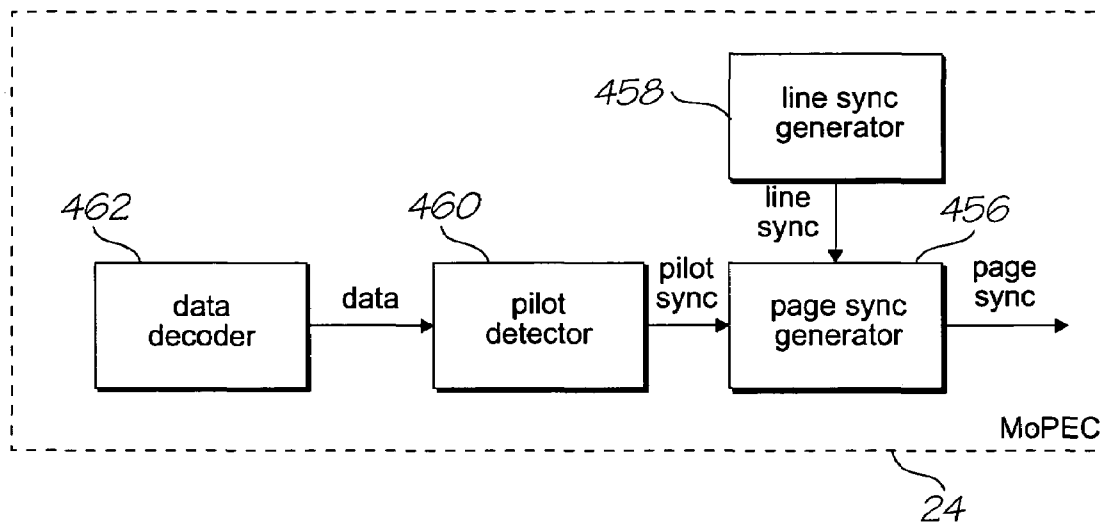 458
line sync
generator
line
sync
462
460
456
data
decoder
data
pilot
detector
pilot
sync
page sync
generator
page
sync
MoPEC
24